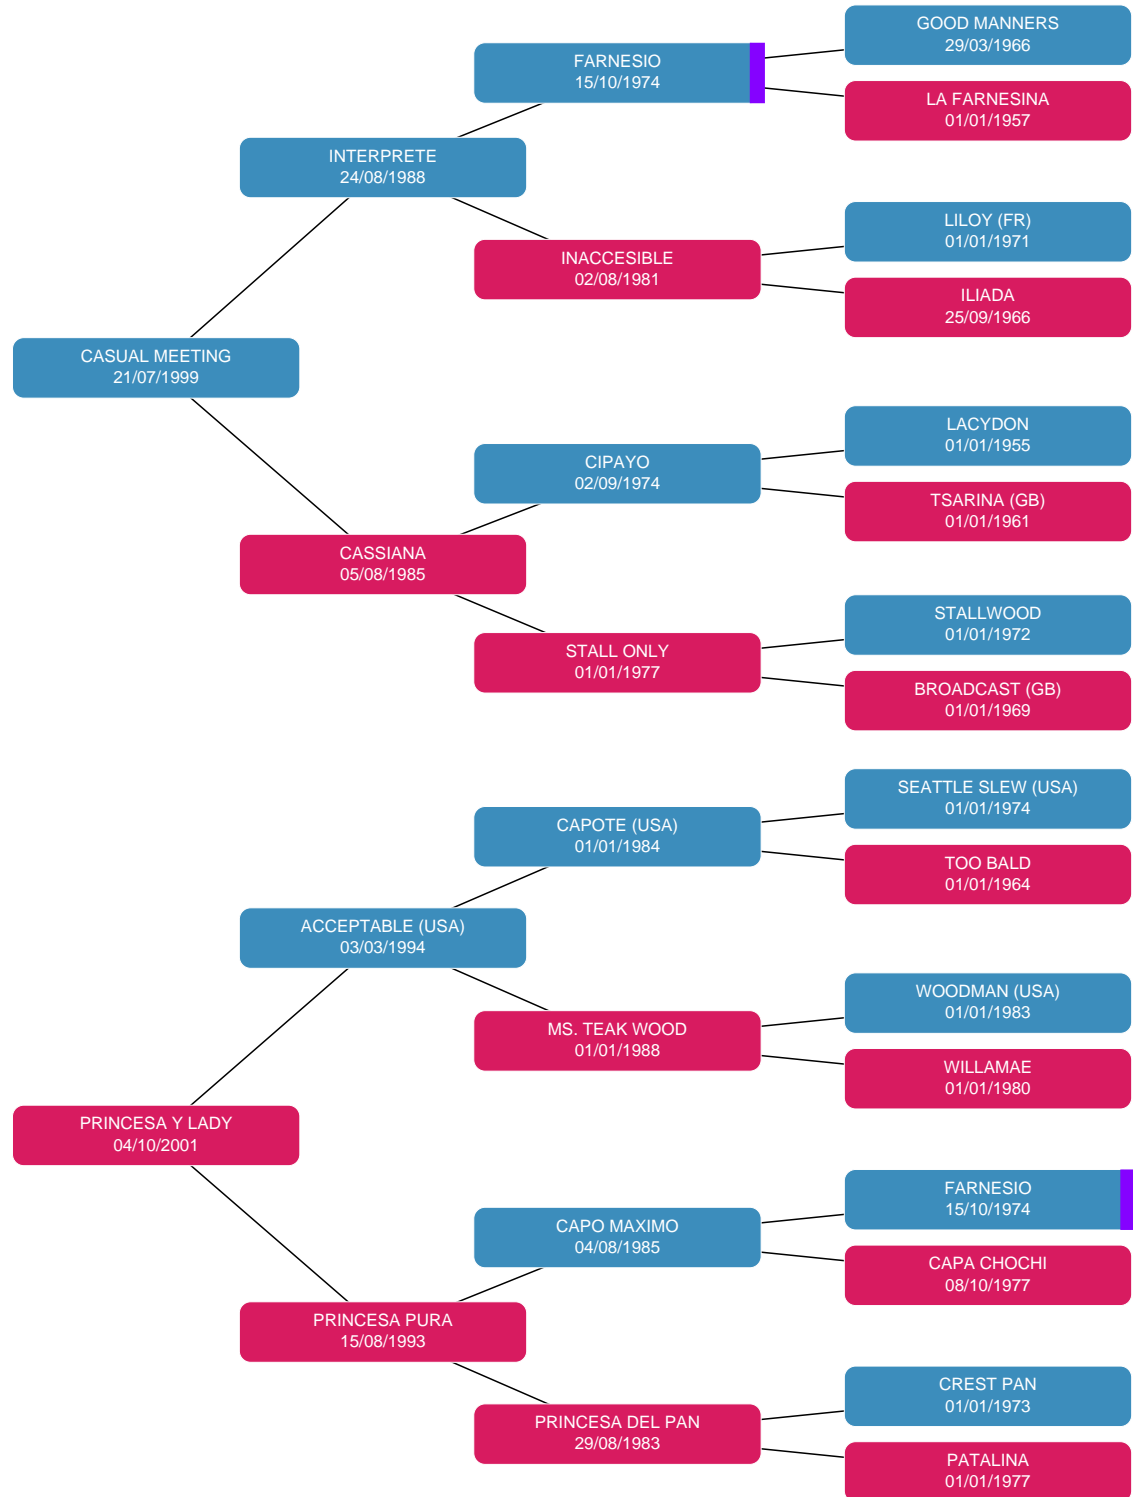 GOOD MANNERS
29/03/1966
FARNESIO
15/10/1974
LA FARNESINA
01/01/1957
INTERPRETE
24/08/1988
LILOY (FR)
01/01/1971
INACCESIBLE
02/08/1981
ILIADA
25/09/1966
CASUAL MEETING
21/07/1999
LACYDON
01/01/1955
CIPAYO
02/09/1974
TSARINA (GB)
01/01/1961
CASSIANA
05/08/1985
STALLWOOD
01/01/1972
STALL ONLY
01/01/1977
BROADCAST (GB)
01/01/1969
SEATTLE SLEW (USA)
01/01/1974
CAPOTE (USA)
01/01/1984
TOO BALD
01/01/1964
ACCEPTABLE (USA)
03/03/1994
WOODMAN (USA)
01/01/1983
MS. TEAK WOOD
01/01/1988
WILLAMAE
01/01/1980
PRINCESA Y LADY
04/10/2001
FARNESIO
15/10/1974
CAPO MAXIMO
04/08/1985
CAPA CHOCHI
08/10/1977
PRINCESA PURA
15/08/1993
CREST PAN
01/01/1973
PRINCESA DEL PAN
29/08/1983
PATALINA
01/01/1977